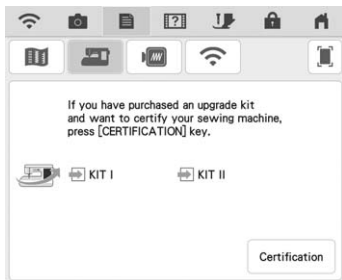 If you have purchased an upgrade kit
and want to certify your sewing machine,
press [CERTIFICATION] key.
KIT I KIT II
Certification